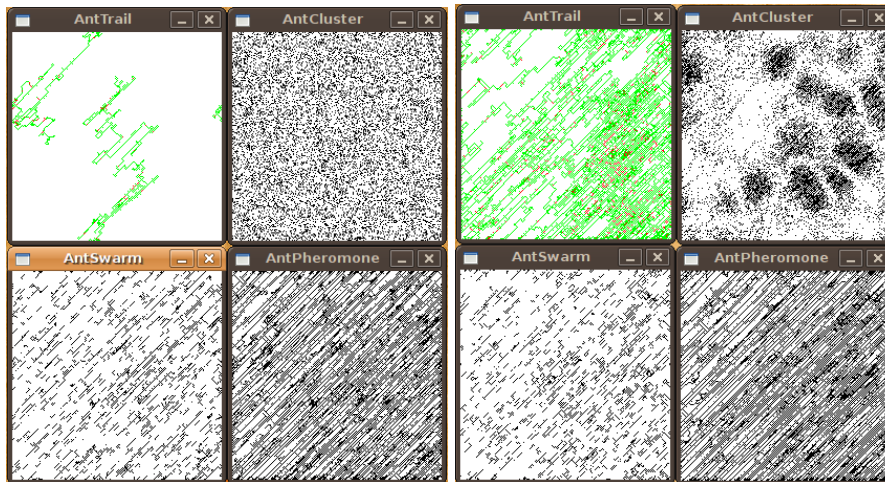 AntTrail
AntCluster
AntTrail
AntCluster
AntSwarm
AntPheromone
AntSwarm
AntPheromone